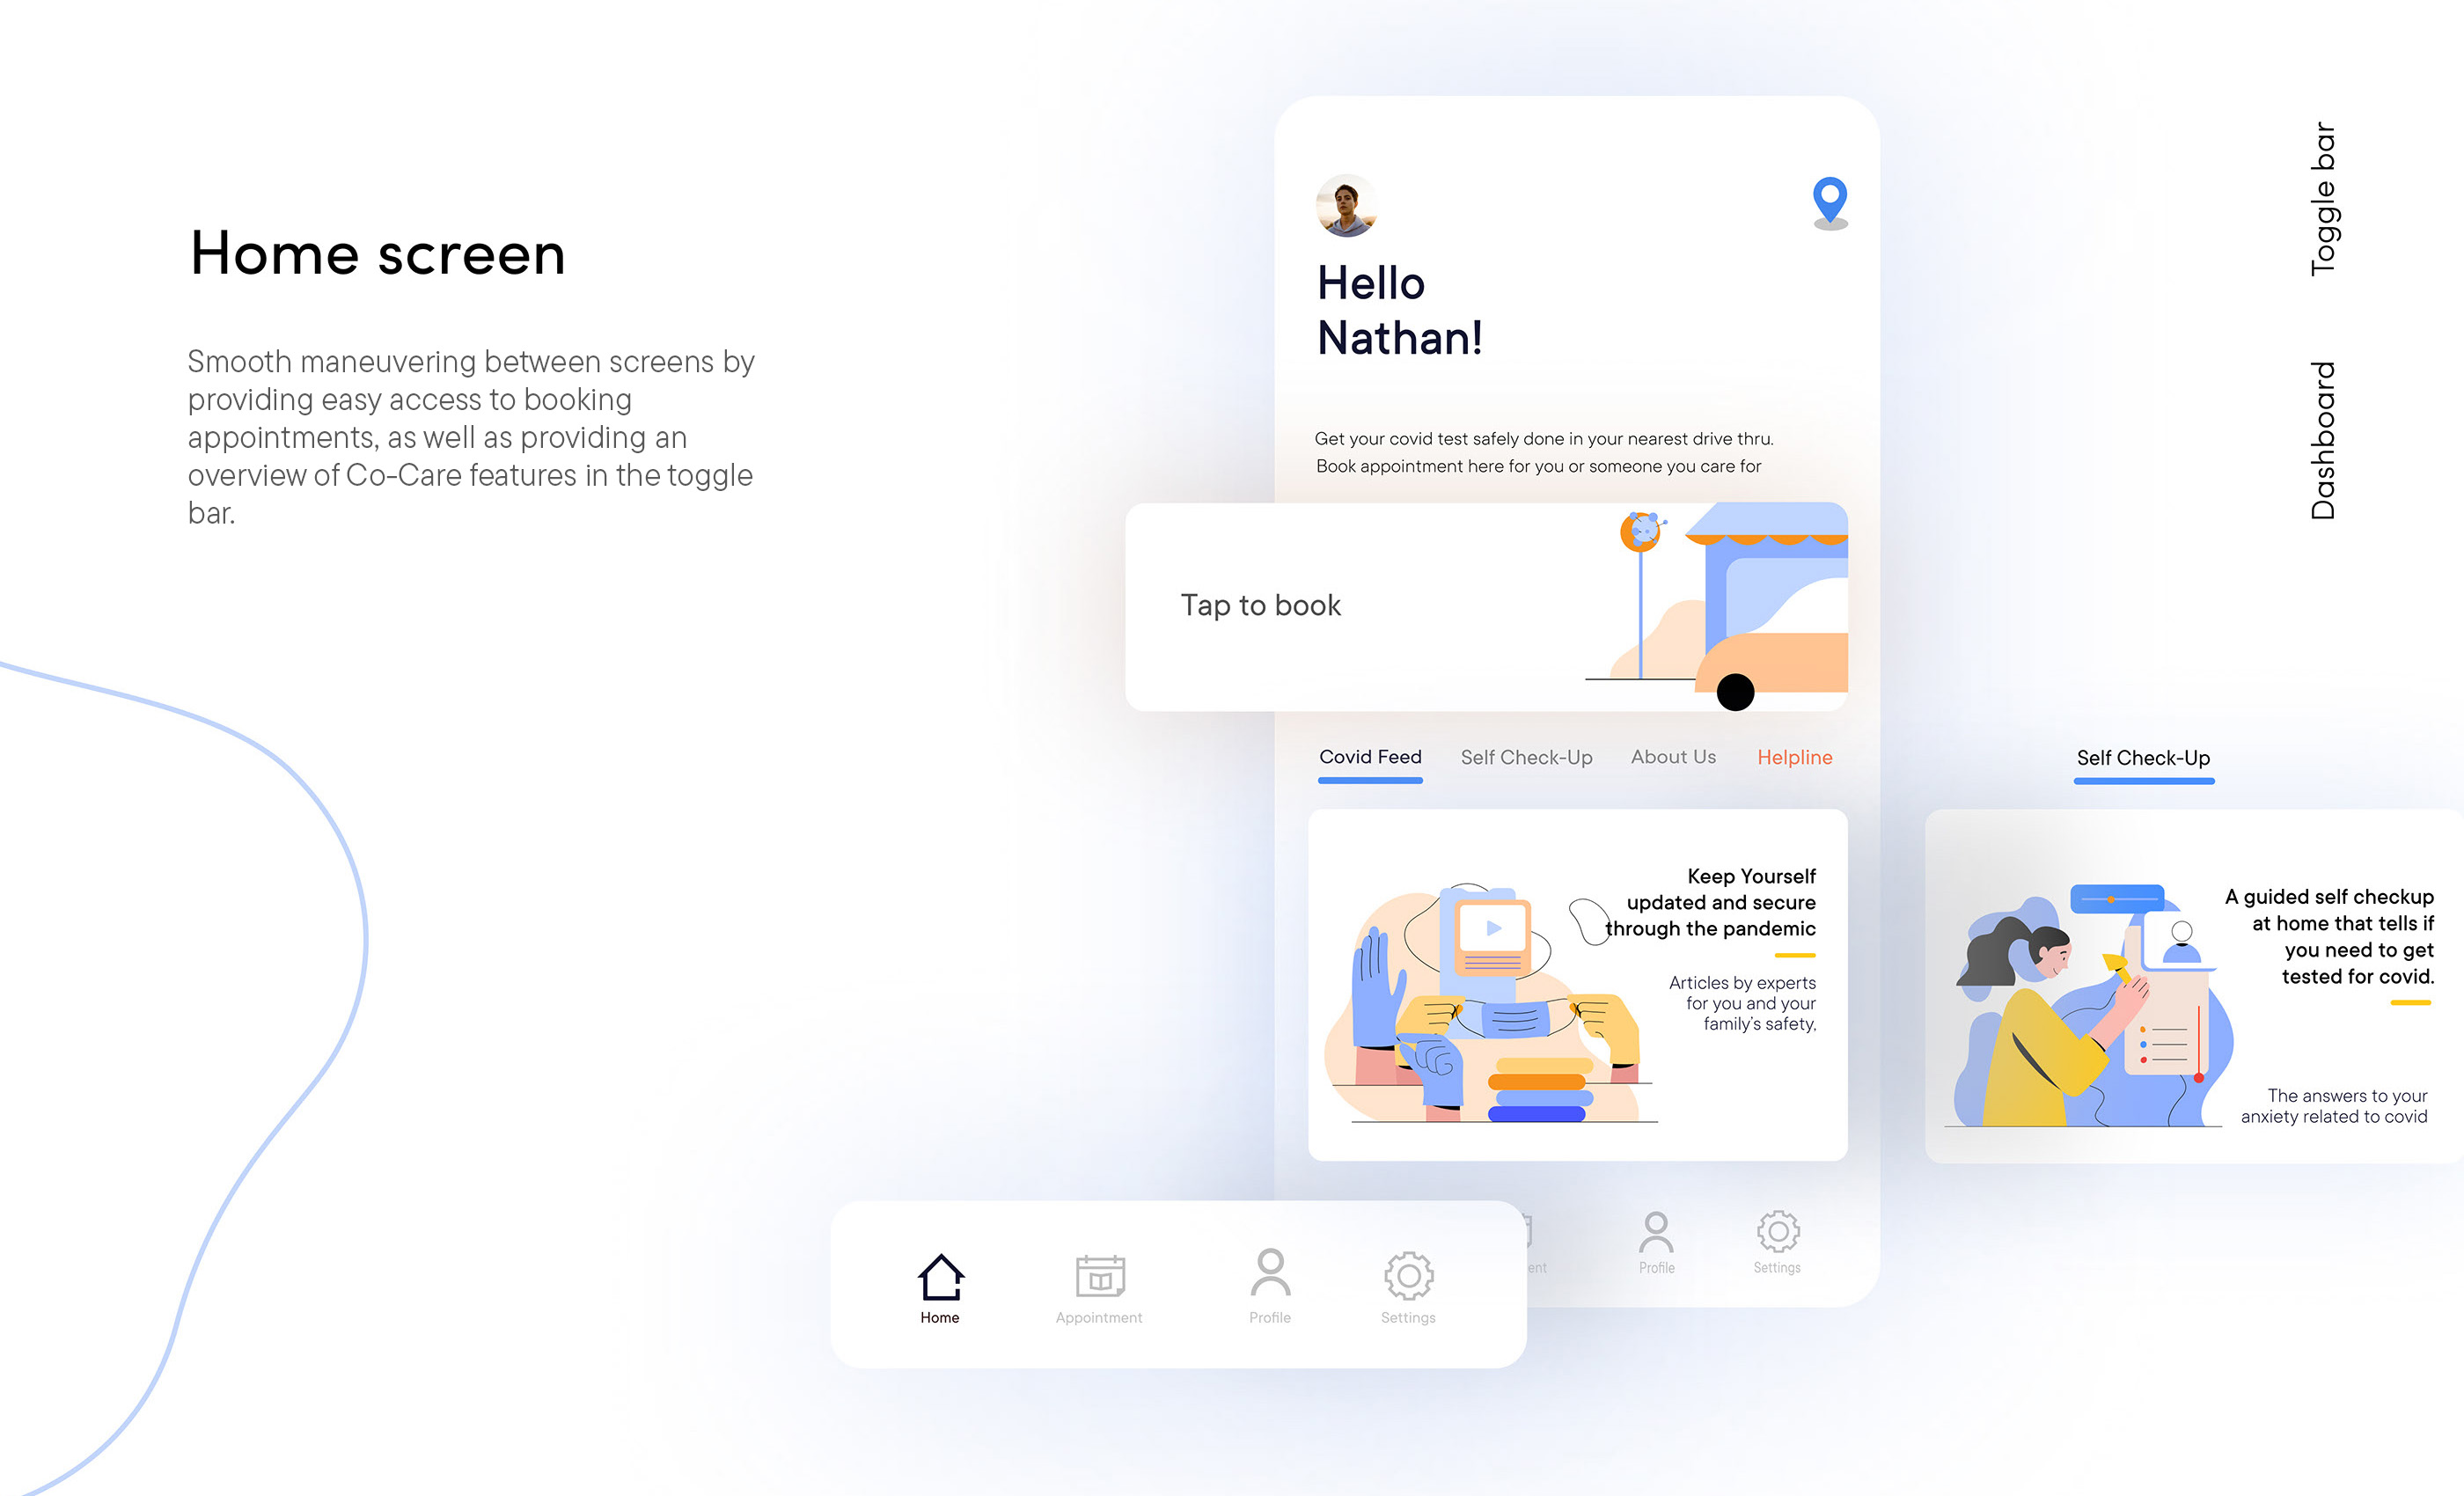 Home screen
Smooth maneuvering between screens by
providing easy access to booking
appointments, as well as providing an
overview of Co-Care features in the toggle
bar.
Hello
Nathan!
Get your covid test safely done in your nearest drive thru.
Book appointment here for you or someone you care for
Tap to book
Covid Feed
Self Check-Up
About Us
Helpline
Keep Yourself
updated and secure
through the pandemic
Articles by experts
for you and your
family's safety,
Self Check-Up
A guided self checkup
at home that tells if
you need to get
tested for covid.
The answers to your
anxiety related to covid
Home
Appointment
Profile
Settings
ent
Profile
Settings
Toggle bar
Dashboard